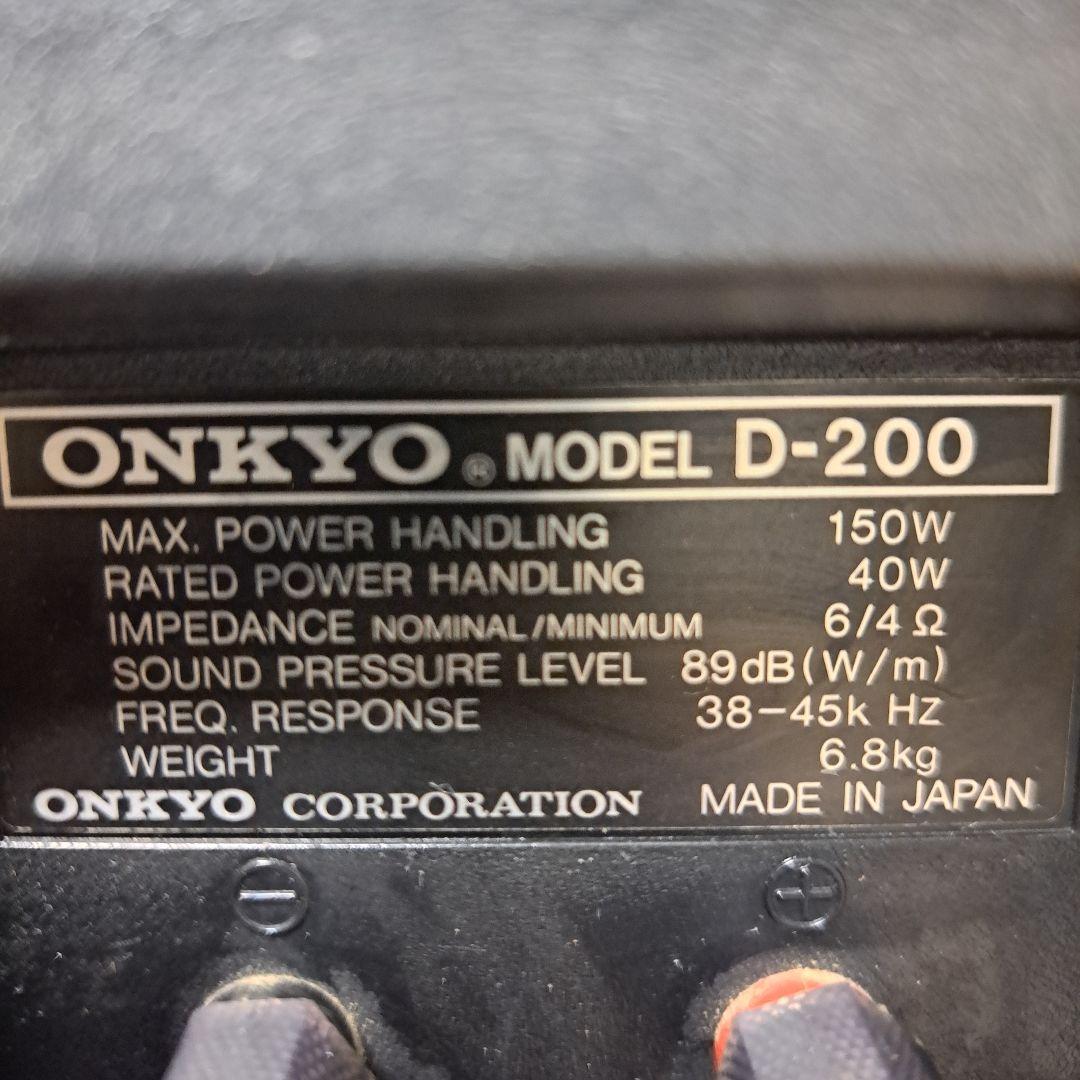 ONKYO ® MODEL D-200
MAX. POWER HANDLING 150W
RATED POWER HANDLING 40W
IMPEDANCE NOMINAL/MINIMUM 6/4 Ω
SOUND PRESSURE LEVEL 89dB(W/m)
FREQ. RESPONSE 38-45k Hz
WEIGHT 6.8kg
ONKYO CORPORATION MADE IN JAPAN
− +